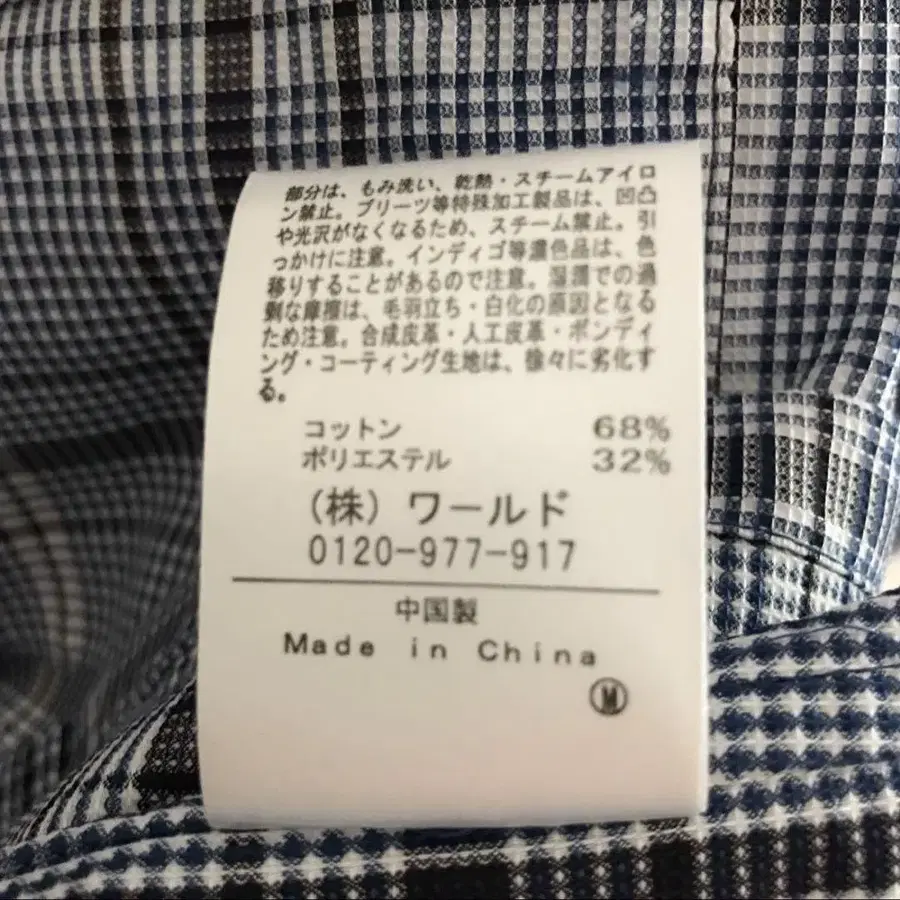 部分は、もみ洗い、乾熱・スチームアイロ
ン禁止。プリーツ等特殊加工製品は、凹凸
や光沢がなくなるため、スチーム禁止。引
っかけに注意。インディゴ等濃色品は、色
移りすることがあるので注意。湿潤での過
剰な摩擦は、毛羽立ち・白化の原因となる
ため注意。合成皮革・人工皮革・ボンディ
ング・コーティング生地は、徐々に劣化す
る。
コットン 68%
ポリエステル 32%
(株) ワールド
0120-977-917
中国製
Made in China
Ⓜ